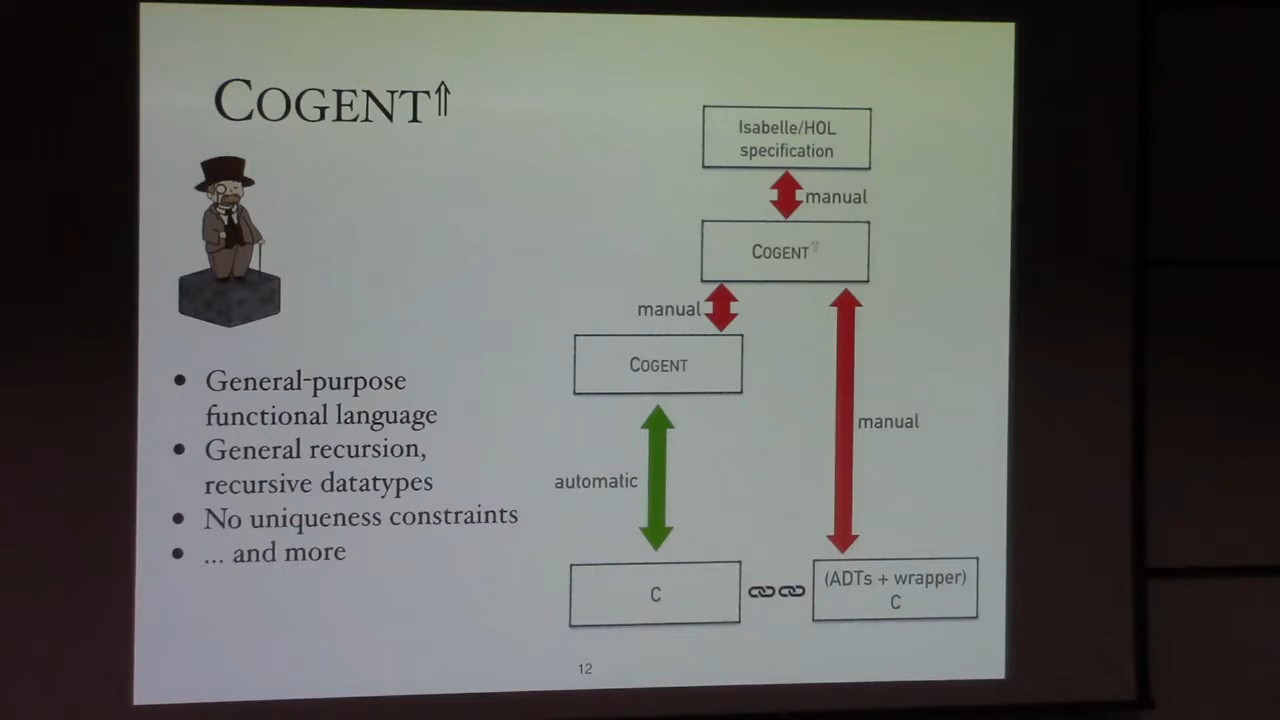 COGENT⇑
General-purpose
functional language
General recursion,
recursive datatypes
No uniqueness constraints
... and more
Isabelle/HOL
specification
manual
COGENT⇑
manual
COGENT
manual
automatic
C
(ADTs + wrapper)
C
12